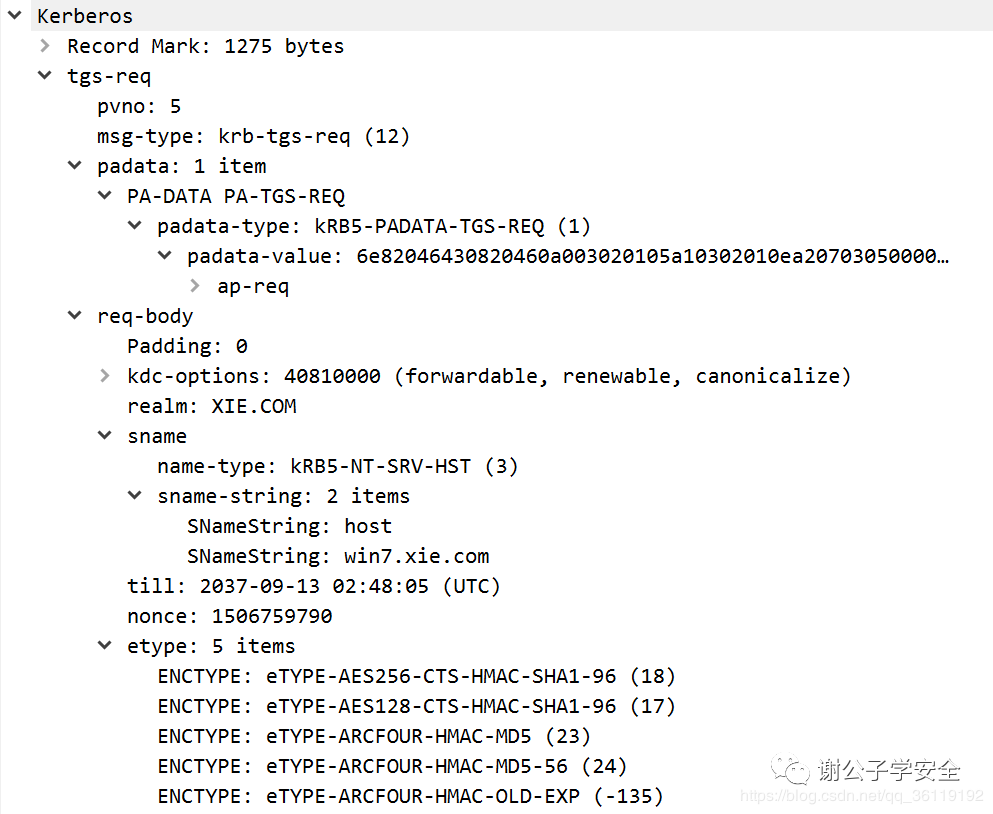 Kerberos
Record Mark: 1275 bytes
tgs-req
pvno: 5
msg-type: krb-tgs-req (12)
padata: 1 item
PA-DATA PA-TGS-REQ
padata-type: kRB5-PADATA-TGS-REQ (1)
padata-value: 6e82046430820460a003020105a10302010ea20703050000…
ap-req
req-body
Padding: 0
kdc-options: 40810000 (forwardable, renewable, canonicalize)
realm: XIE.COM
sname
name-type: kRB5-NT-SRV-HST (3)
sname-string: 2 items
SNameString: host
SNameString: win7.xie.com
till: 2037-09-13 02:48:05 (UTC)
nonce: 1506759790
etype: 5 items
ENCTYPE: eTYPE-AES256-CTS-HMAC-SHA1-96 (18)
ENCTYPE: eTYPE-AES128-CTS-HMAC-SHA1-96 (17)
ENCTYPE: eTYPE-ARCFOUR-HMAC-MD5 (23)
ENCTYPE: eTYPE-ARCFOUR-HMAC-MD5-56 (24)
谢公子学安全
ENCTYPE: eTYPE-ARCFOUR-HMAC-OLD-EXP (-135)
https://blog.csdn.net/qq_36119192